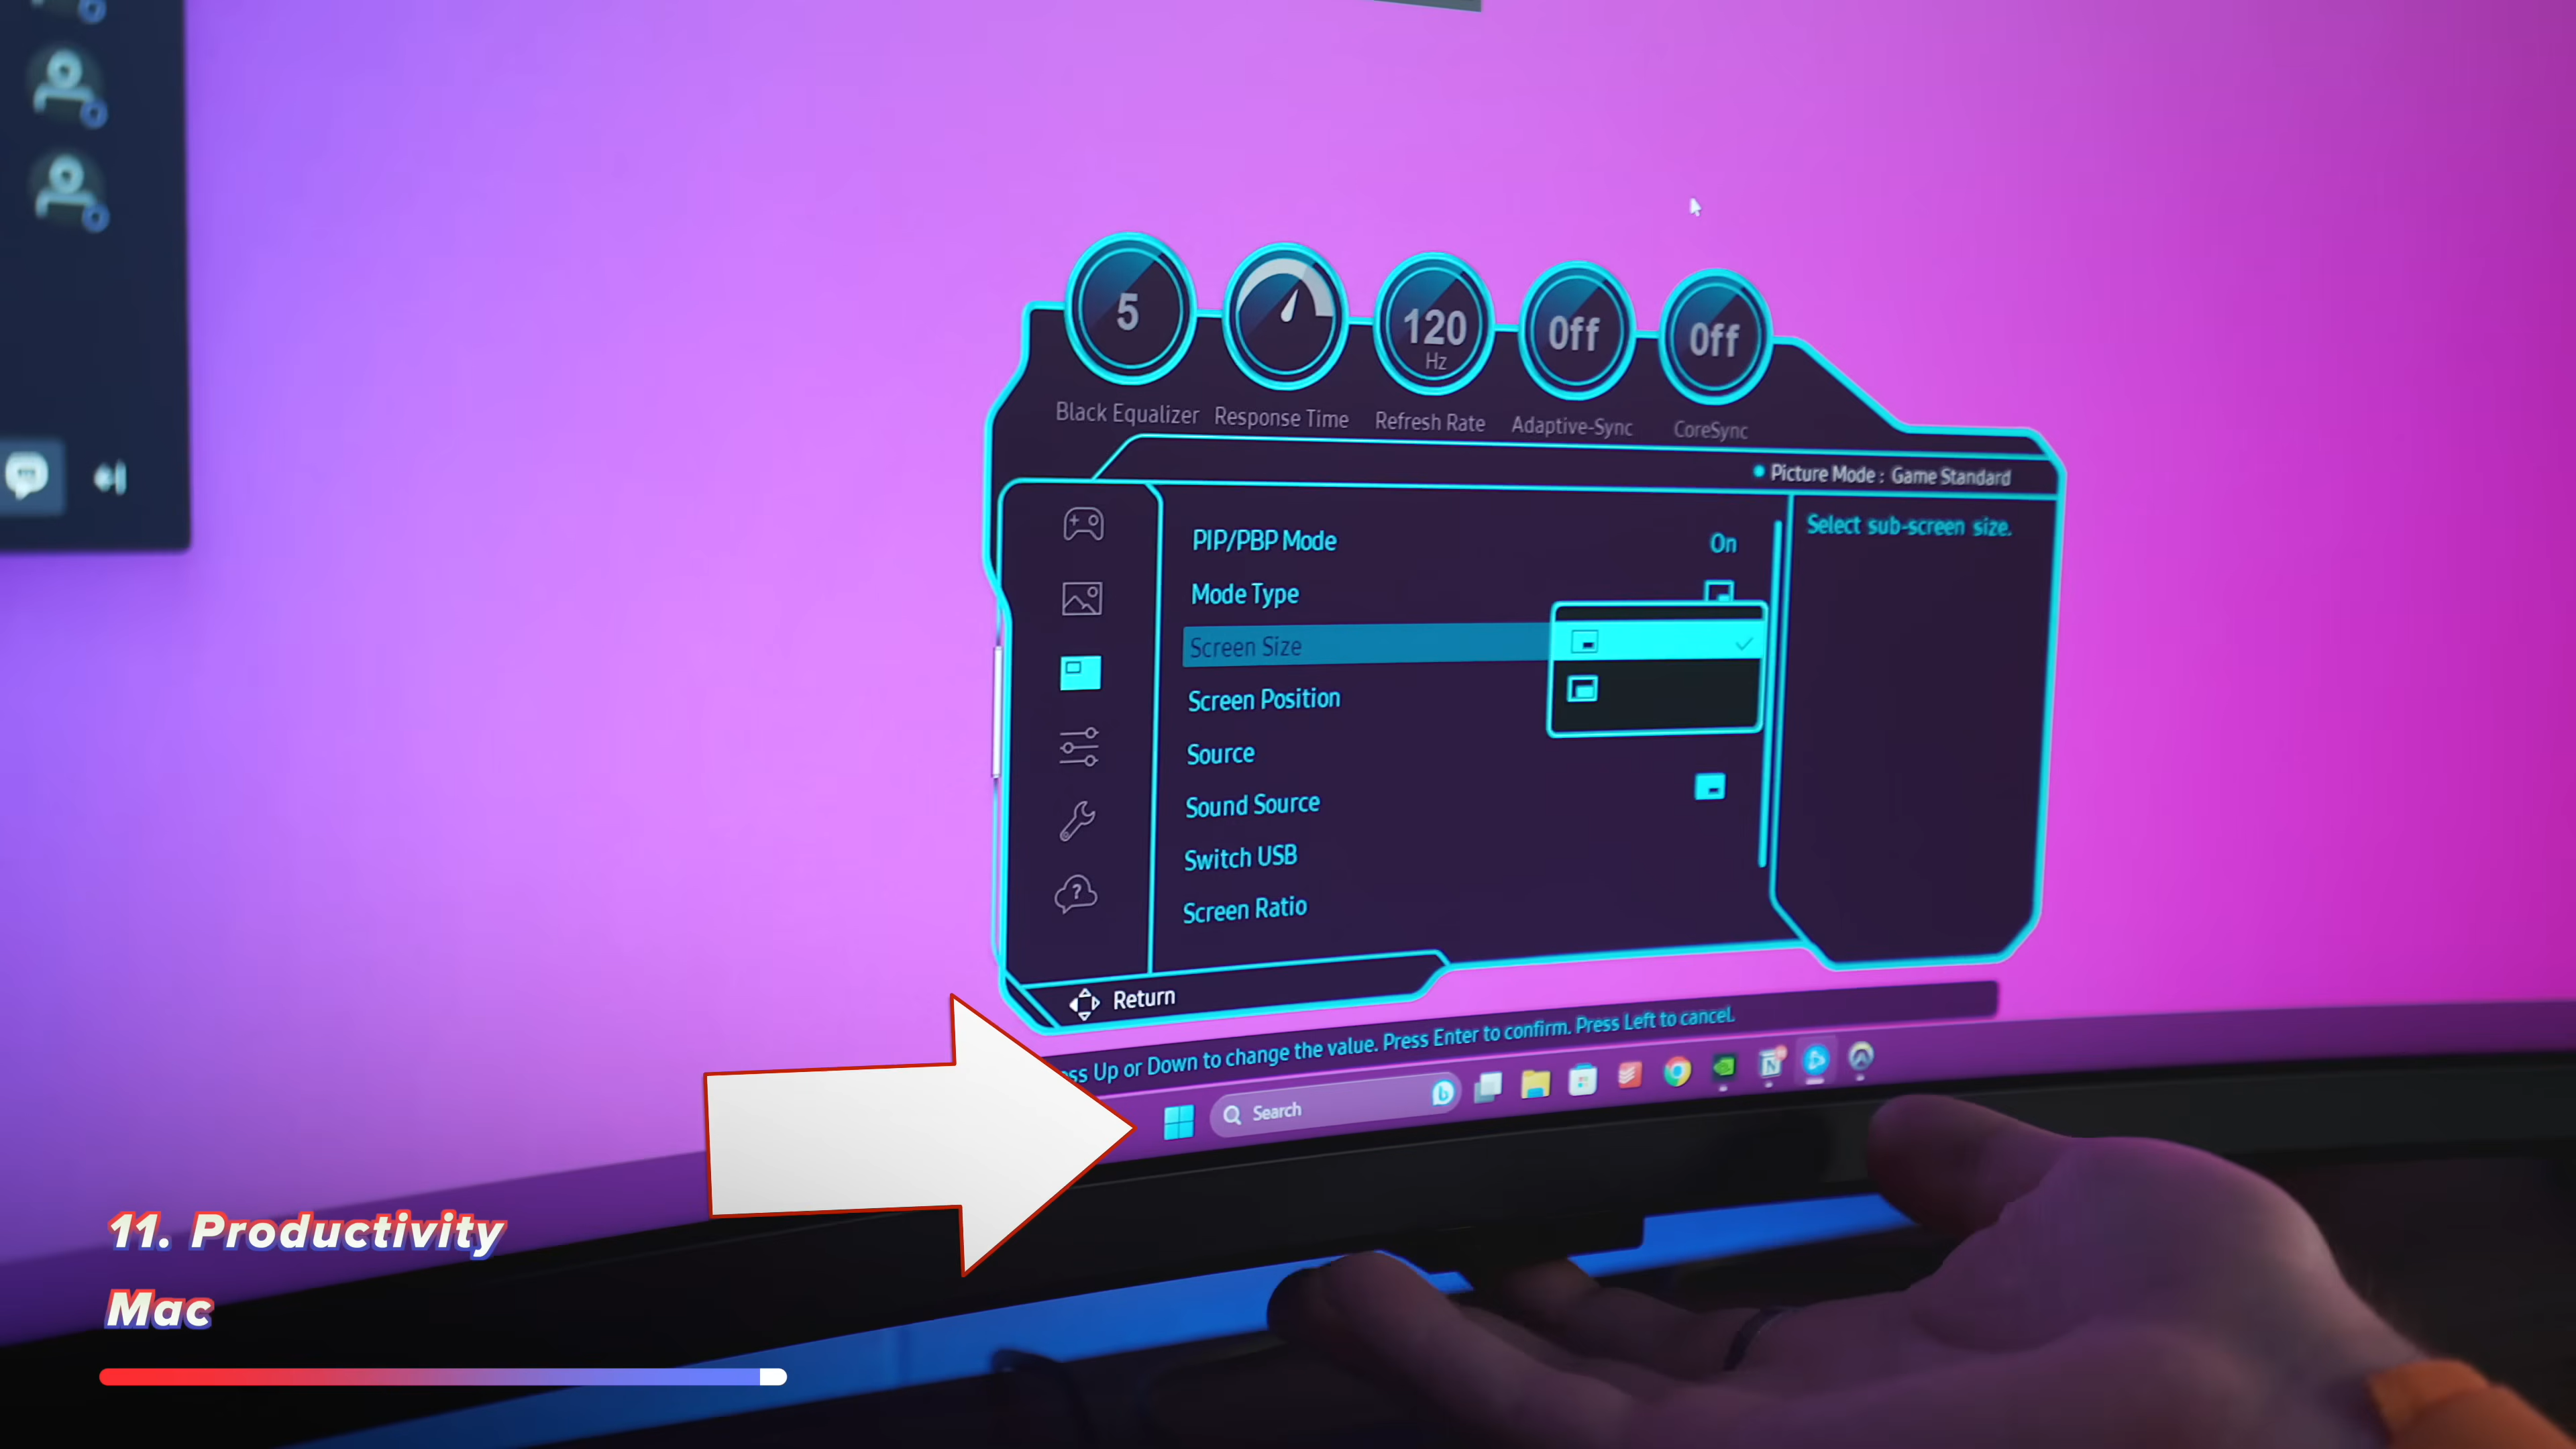 5
120
Hz
Off
Off
Black Equalizer
Response Time
Refresh Rate
Adaptive-Sync
CoreSync
Picture Mode : Game Standard
PIP/PBP Mode
On
Mode Type
Screen Size
Screen Position
Source
Sound Source
Switch USB
Screen Ratio
Select sub-screen size.
Return
Up or Down to change the value. Press Enter to confirm. Press Left to cancel.
Search
11. Productivity
Mac